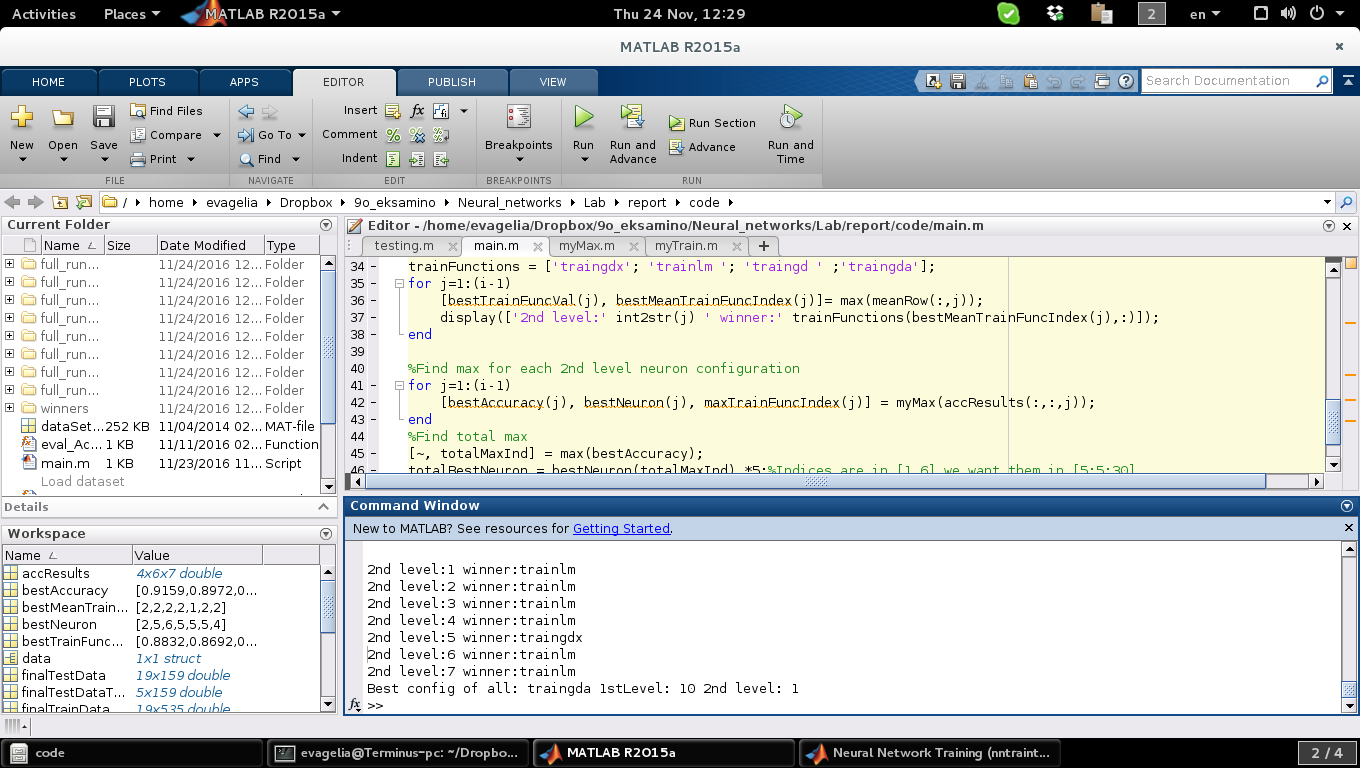 Activities Places MATLAB R2015a Thu 24 Nov, 12:29 2 en
MATLAB R2015a
HOME PLOTS APPS EDITOR PUBLISH VIEW Search Documentation
New Open Save Find Files Compare Print
FILE
Go To Find
NAVIGATE
Insert fx
Comment
Indent
EDIT
Breakpoints
BREAKPOINTS
Run Run and Advance Run Section Advance Run and Time
RUN
/ home evagelia Dropbox 9o_eksamino Neural_networks Lab report code
Current Folder
Name Size Date Modified Type
full_run... 11/24/2016 12... Folder
full_run... 11/24/2016 12... Folder
full_run... 11/24/2016 12... Folder
full_run... 11/24/2016 12... Folder
full_run... 11/24/2016 12... Folder
full_run... 11/24/2016 12... Folder
full_run... 11/24/2016 12... Folder
full_run... 11/24/2016 12... Folder
winners 11/24/2016 12... Folder
dataSet... 252 KB 11/04/2014 02... MAT-file
eval_Ac... 1 KB 11/11/2016 02... Function
main.m 1 KB 11/23/2016 11... Script
Load dataset
Details
Workspace
Name Value
accResults 4x6x7 double
bestAccuracy [0.9159,0.8972,0...
bestMeanTrain... [2,2,2,2,1,2,2]
bestNeuron [2,5,6,5,5,5,4]
bestTrainFunc... [0.8832,0.8692,0...
data 1x1 struct
finalTestData 19x159 double
finalTestDataT... 5x159 double
finalTrainData 19x535 double
Editor - /home/evagelia/Dropbox/9o_eksamino/Neural_networks/Lab/report/code/main.m
testing.m main.m myMax.m myTrain.m +
34 - trainFunctions = ['traingdx'; 'trainlm '; 'traingd ' ;'traingda'];
35 - for j=1:(i-1)
36 - [bestTrainFuncVal(j), bestMeanTrainFuncIndex(j)]= max(meanRow(:,j));
37 - display(['2nd level:' int2str(j) ' winner:' trainFunctions(bestMeanTrainFuncIndex(j),:)]);
38 - end
39
40 %Find max for each 2nd level neuron configuration
41 - for j=1:(i-1)
42 - [bestAccuracy(j), bestNeuron(j), maxTrainFuncIndex(j)] = myMax(accResults(:,:,j));
43 - end
44 %Find total max
45 - [~, totalMaxInd] = max(bestAccuracy);
46 - totalBestNeuron = bestNeuron(totalMaxInd) *5;%Indices are in [1,6] we want them in [5:5:30]
Command Window
New to MATLAB? See resources for Getting Started.
2nd level:1 winner:trainlm
2nd level:2 winner:trainlm
2nd level:3 winner:trainlm
2nd level:4 winner:trainlm
2nd level:5 winner:traingdx
2nd level:6 winner:trainlm
2nd level:7 winner:trainlm
Best config of all: traingda 1stLevel: 10 2nd level: 1
fx >>
code evagelia@Terminus-pc: ~/Dropbo... MATLAB R2015a Neural Network Training (nntraint... 2 / 4